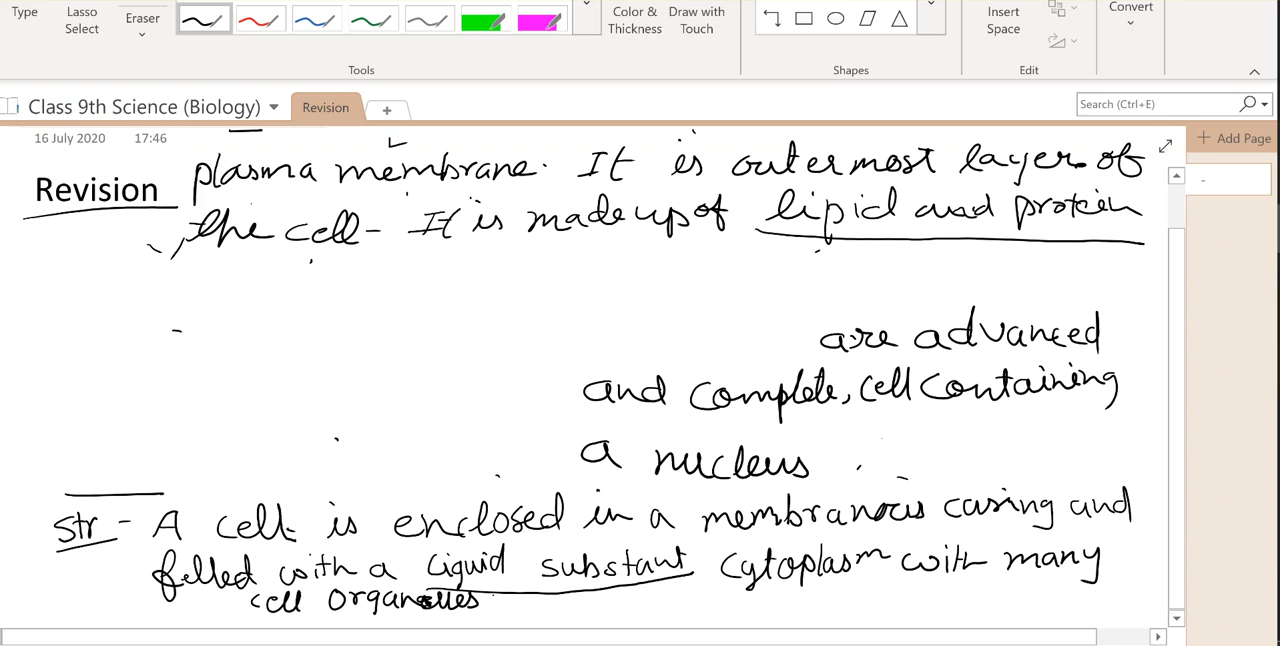 Type
Lasso Select
Eraser
Color & Thickness
Draw with Touch
Insert Space
Convert
Tools
Shapes
Edit
Class 9th Science (Biology)
Revision
+
Search (Ctrl+E)
16 July 2020 17:46
+ Add Page
Revision
plasma membrane. It is outermost layer of
the cell - It is made up of lipid and protein
are advanced
and complete, cell containing
a nucleus
Str - A cell is enclosed in a membranous casing and
filled with a liquid substant cytoplasm with many
cell organelles